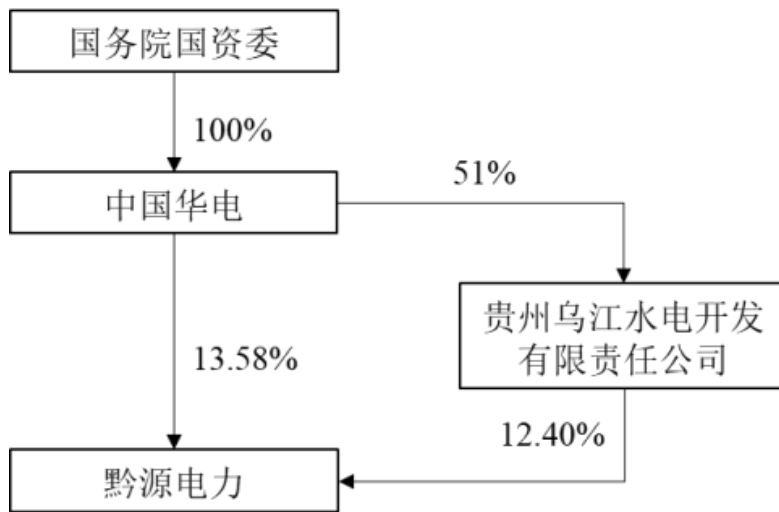 国务院国资委
100%
51%
中国华电
贵州乌江水电开发
有限责任公司
13.58%
12.40%
黔源电力